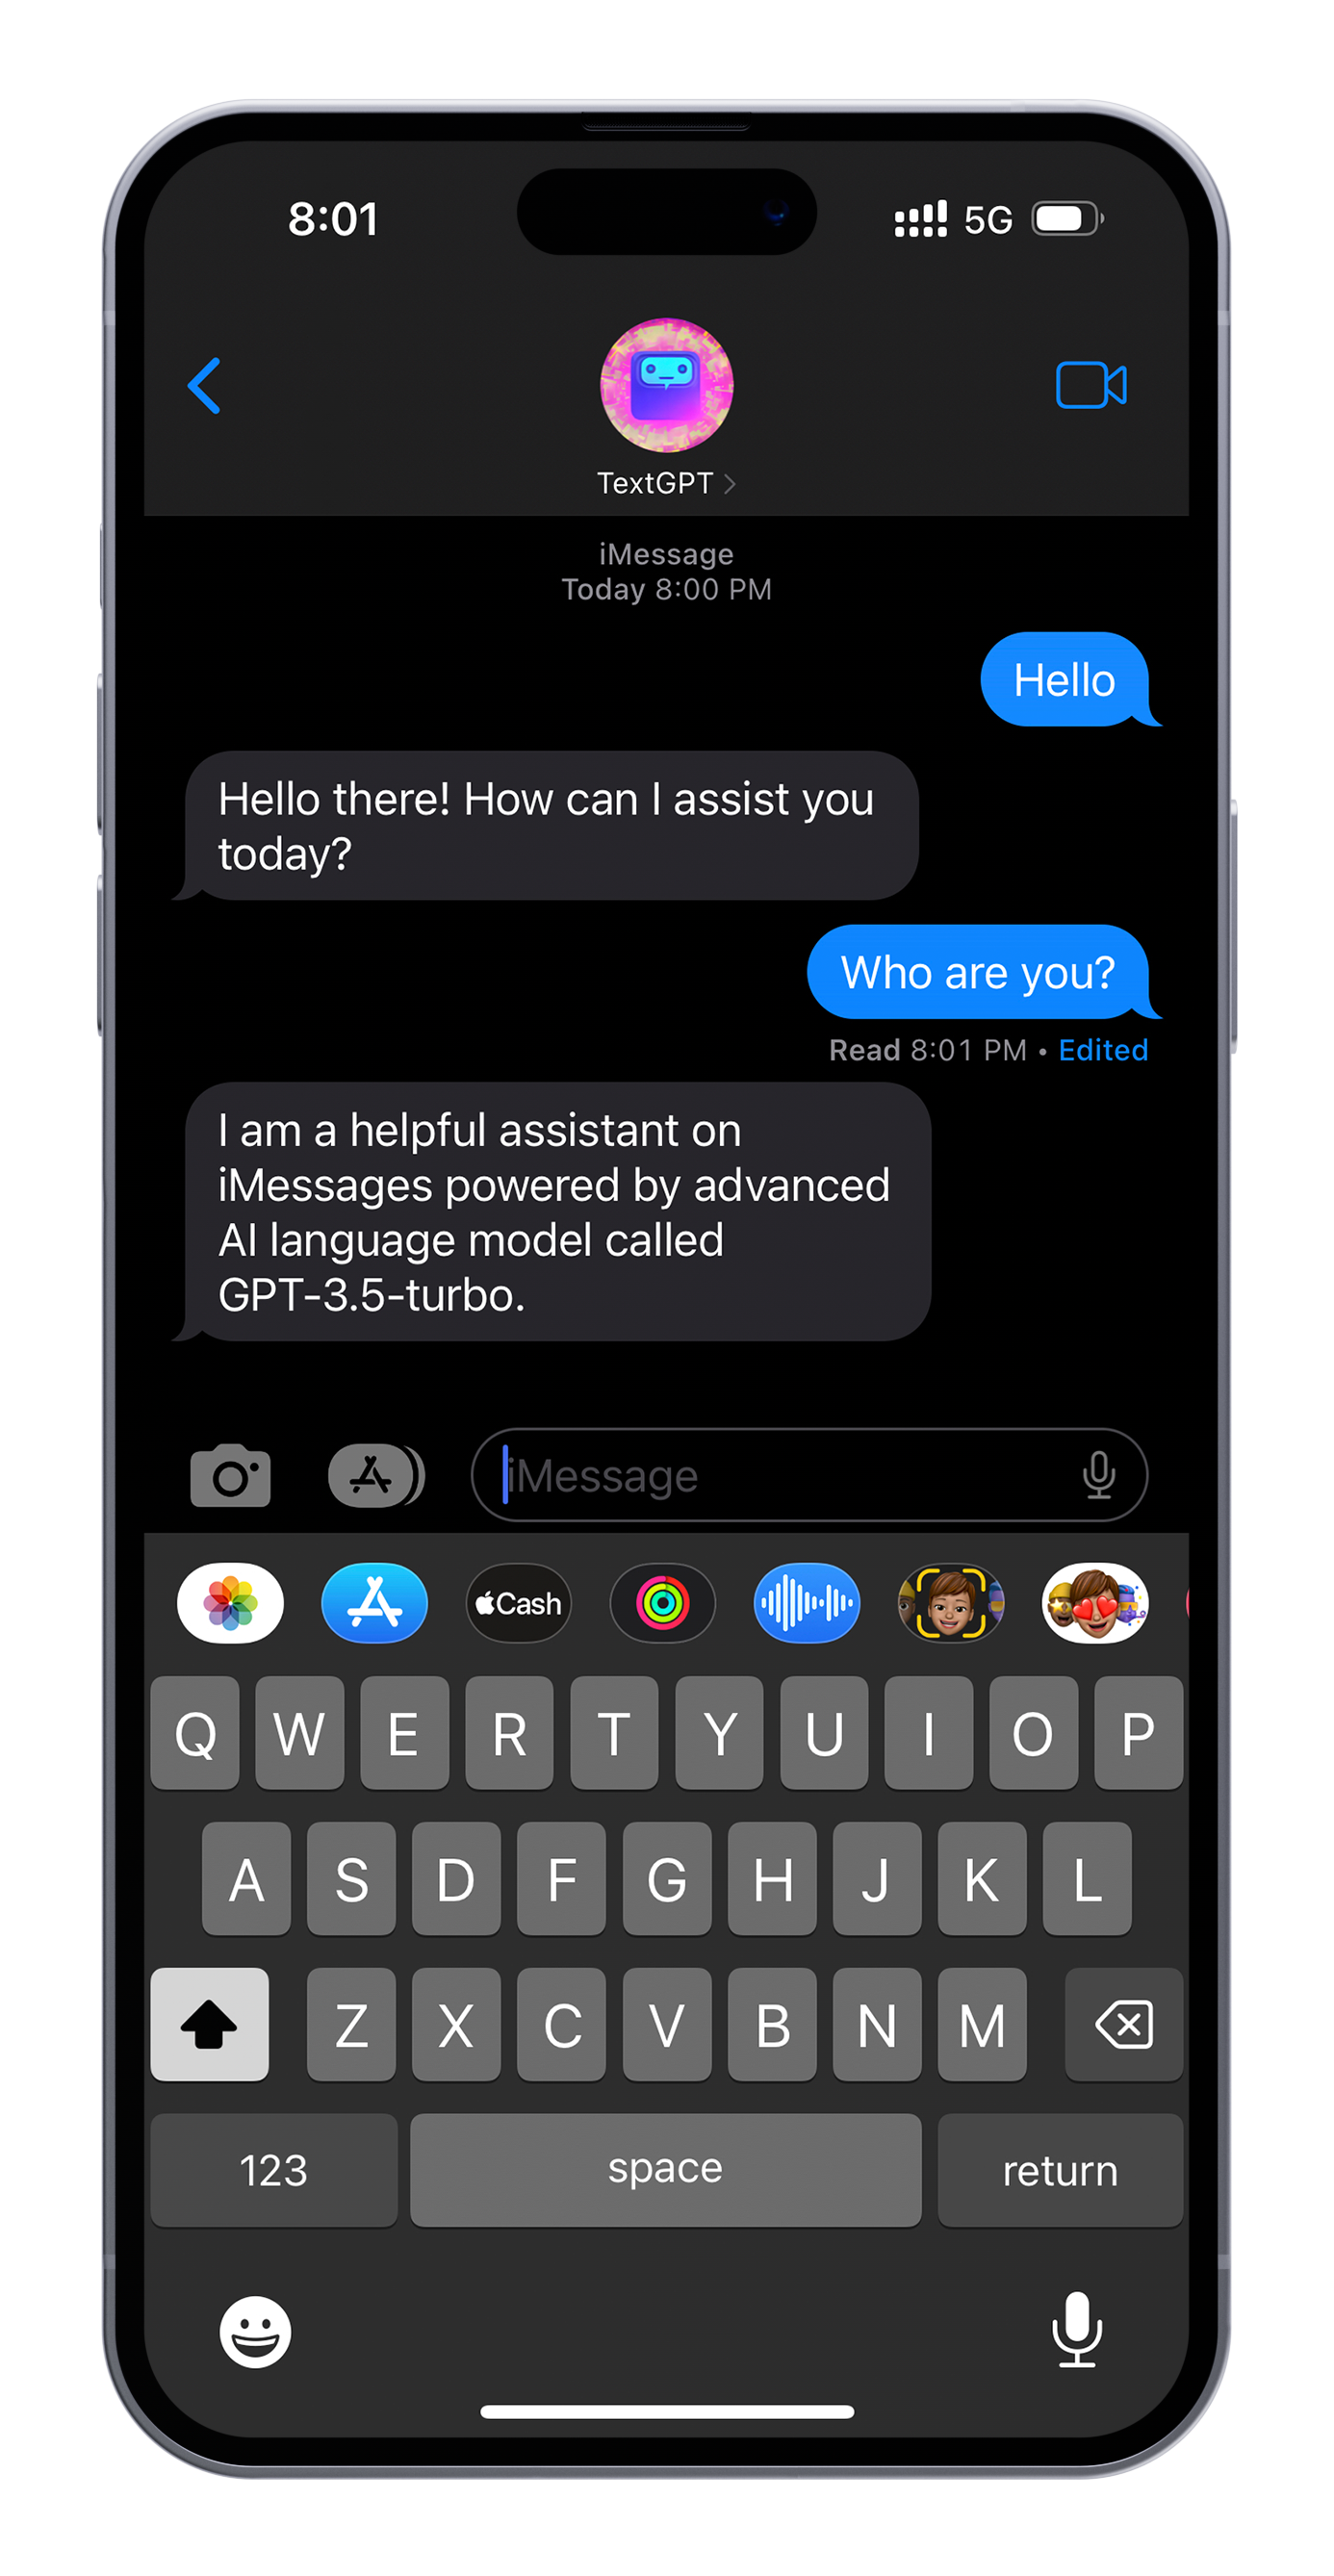 8:01
5G
TextGPT
iMessage
Today 8:00 PM
Hello
Hello there! How can I assist you
today?
Who are you?
Read 8:01 PM • Edited
I am a helpful assistant on
iMessages powered by advanced
AI language model called
GPT-3.5-turbo.
iMessage
Cash
Q W E R T Y U I O P
A S D F G H J K L
Z X C V B N M
123 space return